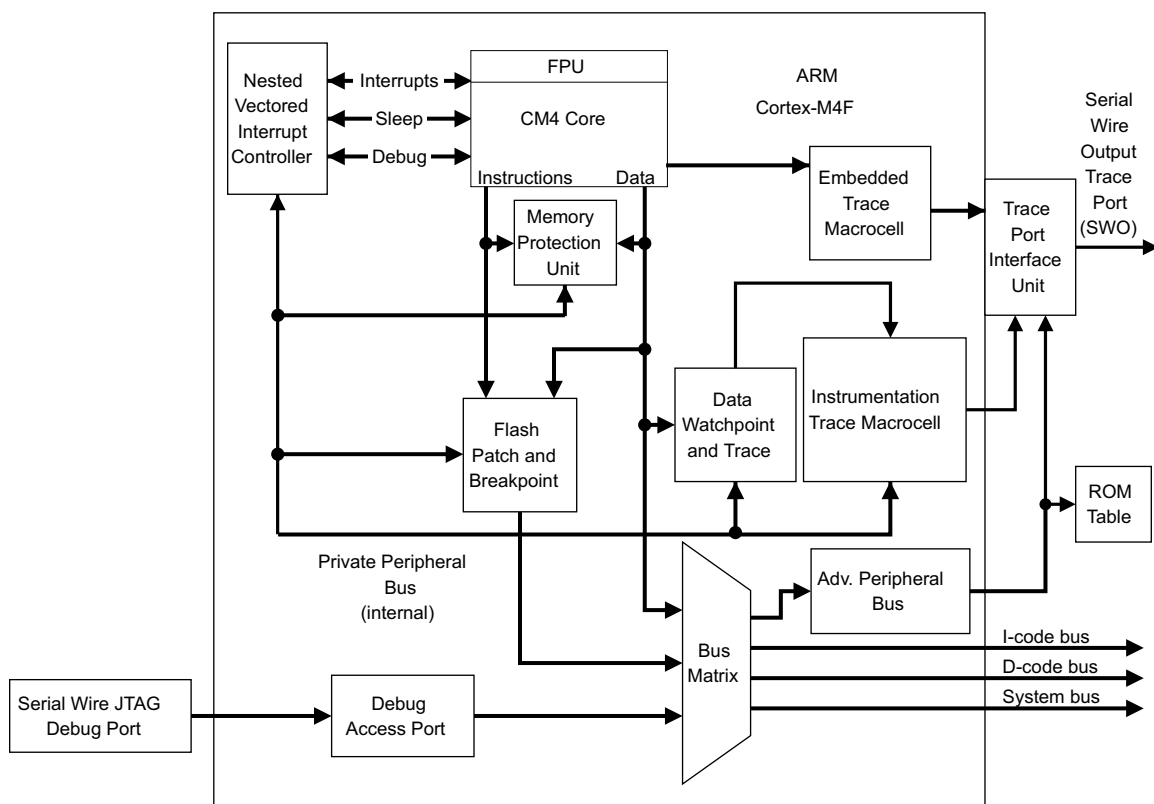 Nested
Vectored
Interrupt
Controller
Interrupts
Sleep
Debug
FPU
CM4 Core
Instructions
Data
ARM
Cortex-M4F
Memory
Protection
Unit
Embedded
Trace
Macrocell
Trace
Port
Interface
Unit
Serial
Wire
Output
Trace
Port
(SWO)
Flash
Patch and
Breakpoint
Data
Watchpoint
and Trace
Instrumentation
Trace Macrocell
ROM
Table
Private Peripheral
Bus
(internal)
Adv. Peripheral
Bus
Bus
Matrix
I-code bus
D-code bus
System bus
Serial Wire JTAG
Debug Port
Debug
Access Port